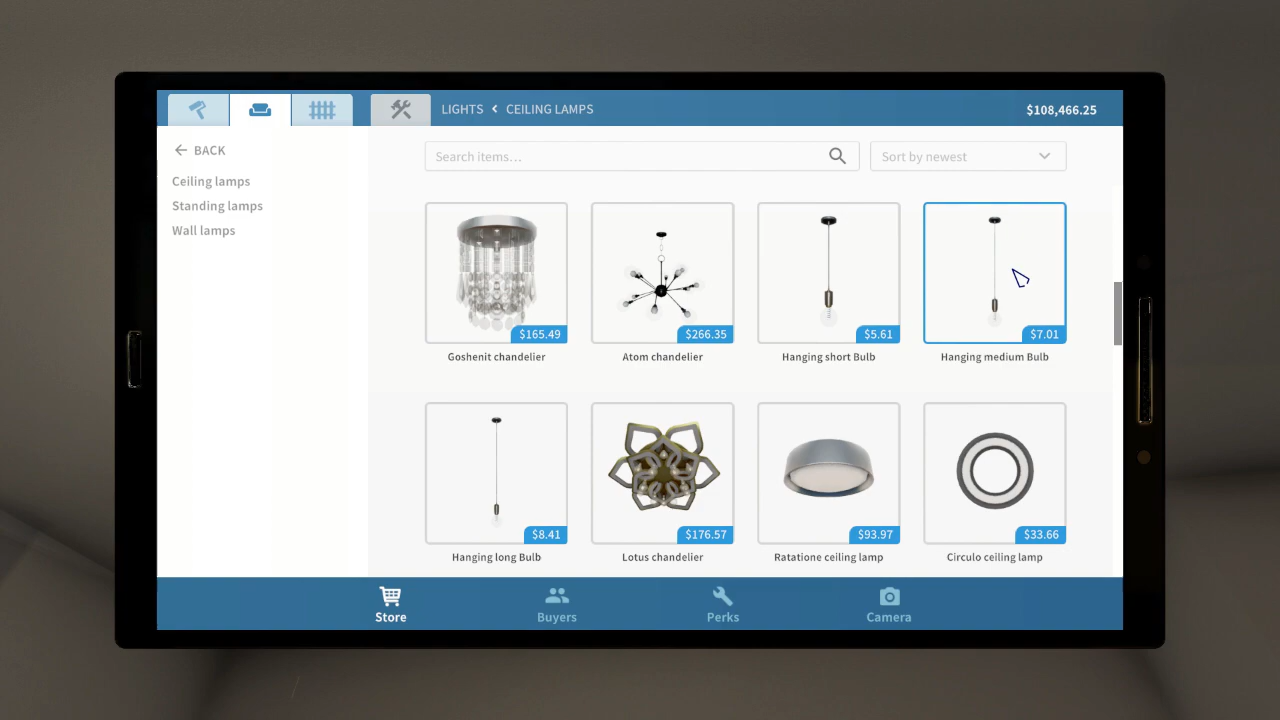 LIGHTS
CEILING LAMPS
$108,466.25
BACK
Search items...
Sort by newest
Ceiling lamps
Standing lamps
Wall lamps
$165.49
$266.35
$5.61
$7.01
Goshenit chandelier
Atom chandelier
Hanging short Bulb
Hanging medium Bulb
$8.41
$176.57
$93.97
$33.66
Hanging long Bulb
Lotus chandelier
Ratatione ceiling lamp
Circulo ceiling lamp
Store
Buyers
Perks
Camera